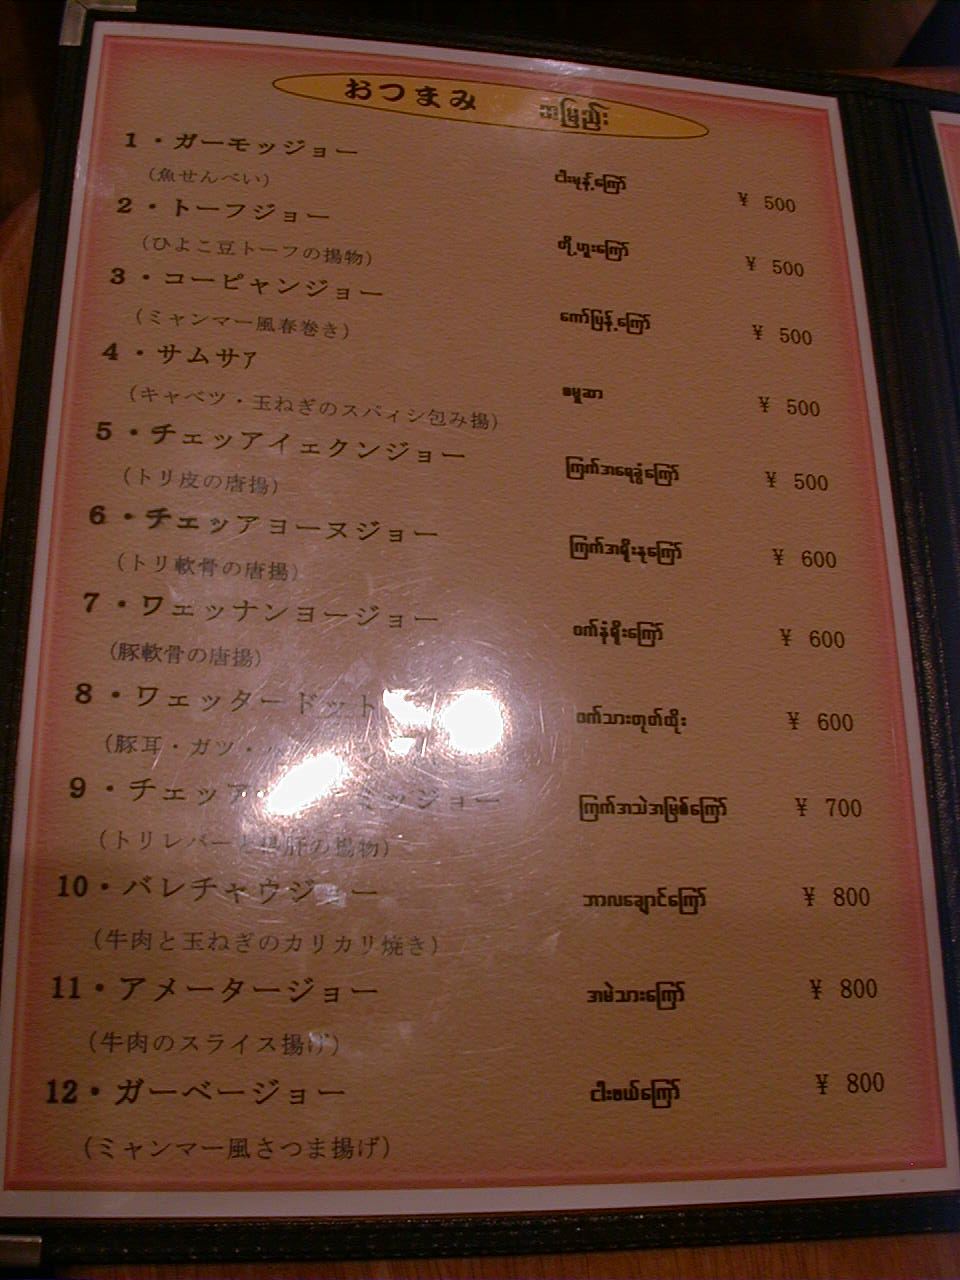 おつまみ အမြည်း
1・ガーモッジョー ငါးမုန့်ကြော် ￥ 500
（魚せんべい）
2・トーフジョー တို့ဟူးကြော် ￥ 500
（ひよこ豆トーフの揚物）
3・コーピャンジョー ကော်ပြန့်ကြော် ￥ 500
（ミャンマー風春巻き）
4・サムサァ စမူဆာ ￥ 500
（キャベツ・玉ねぎのスパィシ包み揚）
5・チェッアイェクンジョー ကြက်အရေခွံကြော် ￥ 500
（トリ皮の唐揚）
6・チェッアヨーヌジョー ကြက်အရိုးနုကြော် ￥ 600
（トリ軟骨の唐揚）
7・ワェッナンヨージョー ဝက်နံရိုးကြော် ￥ 600
（豚軟骨の唐揚）
8・ワェッタードット ဝက်သားတုတ်ထိုး ￥ 600
（豚耳・ガツ・
9・チェッア ミッジョー ကြက်အသဲအမြစ်ကြော် ￥ 700
（トリレバーと 肝の揚物）
10・バレチャウジョー ဘာလချောင်ကြော် ￥ 800
（牛肉と玉ねぎのカリカリ焼き）
11・アメータージョー အမဲသားကြော် ￥ 800
（牛肉のスライス揚げ）
12・ガーベージョー ငါးဖယ်ကြော် ￥ 800
（ミャンマー風さつま揚げ）